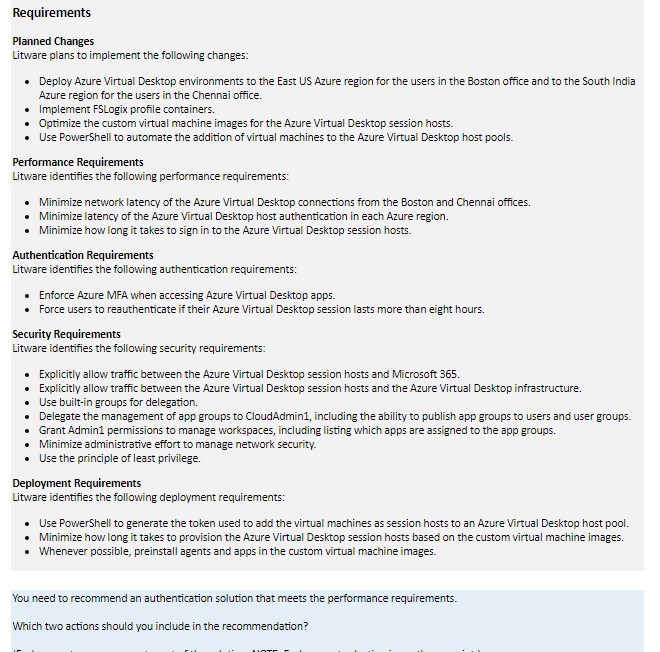 Requirements
Planned Changes
Litware plans to implement the following changes:
Deploy Azure Virtual Desktop environments to the East US Azure region for the users in the Boston office and to the South India
Azure region for the users in the Chennai office.
Implement FSLogix profile containers.
Optimize the custom virtual machine images for the Azure Virtual Desktop session hosts.
Use PowerShell to automate the addition of virtual machines to the Azure Virtual Desktop host pools.
Performance Requirements
Litware identifies the following performance requirements:
Minimize network latency of the Azure Virtual Desktop connections from the Boston and Chennai offices.
Minimize latency of the Azure Virtual Desktop host authentication in each Azure region.
Minimize how long it takes to sign in to the Azure Virtual Desktop session hosts.
Authentication Requirements
Litware identifies the following authentication requirements:
Enforce Azure MFA when accessing Azure Virtual Desktop apps.
Force users to reauthenticate if their Azure Virtual Desktop session lasts more than eight hours.
Security Requirements
Litware identifies the following security requirements:
Explicitly allow traffic between the Azure Virtual Desktop session hosts and Microsoft 365.
Explicitly allow traffic between the Azure Virtual Desktop session hosts and the Azure Virtual Desktop infrastructure.
Use built-in groups for delegation.
Delegate the management of app groups to CloudAdmin1, including the ability to publish app groups to users and user groups.
Grant Admin1 permissions to manage workspaces, including listing which apps are assigned to the app groups.
Minimize administrative effort to manage network security.
Use the principle of least privilege.
Deployment Requirements
Litware identifies the following deployment requirements:
Use PowerShell to generate the token used to add the virtual machines as session hosts to an Azure Virtual Desktop host pool.
Minimize how long it takes to provision the Azure Virtual Desktop session hosts based on the custom virtual machine images.
Whenever possible, preinstall agents and apps in the custom virtual machine images.
You need to recommend an authentication solution that meets the performance requirements.
Which two actions should you include in the recommendation?